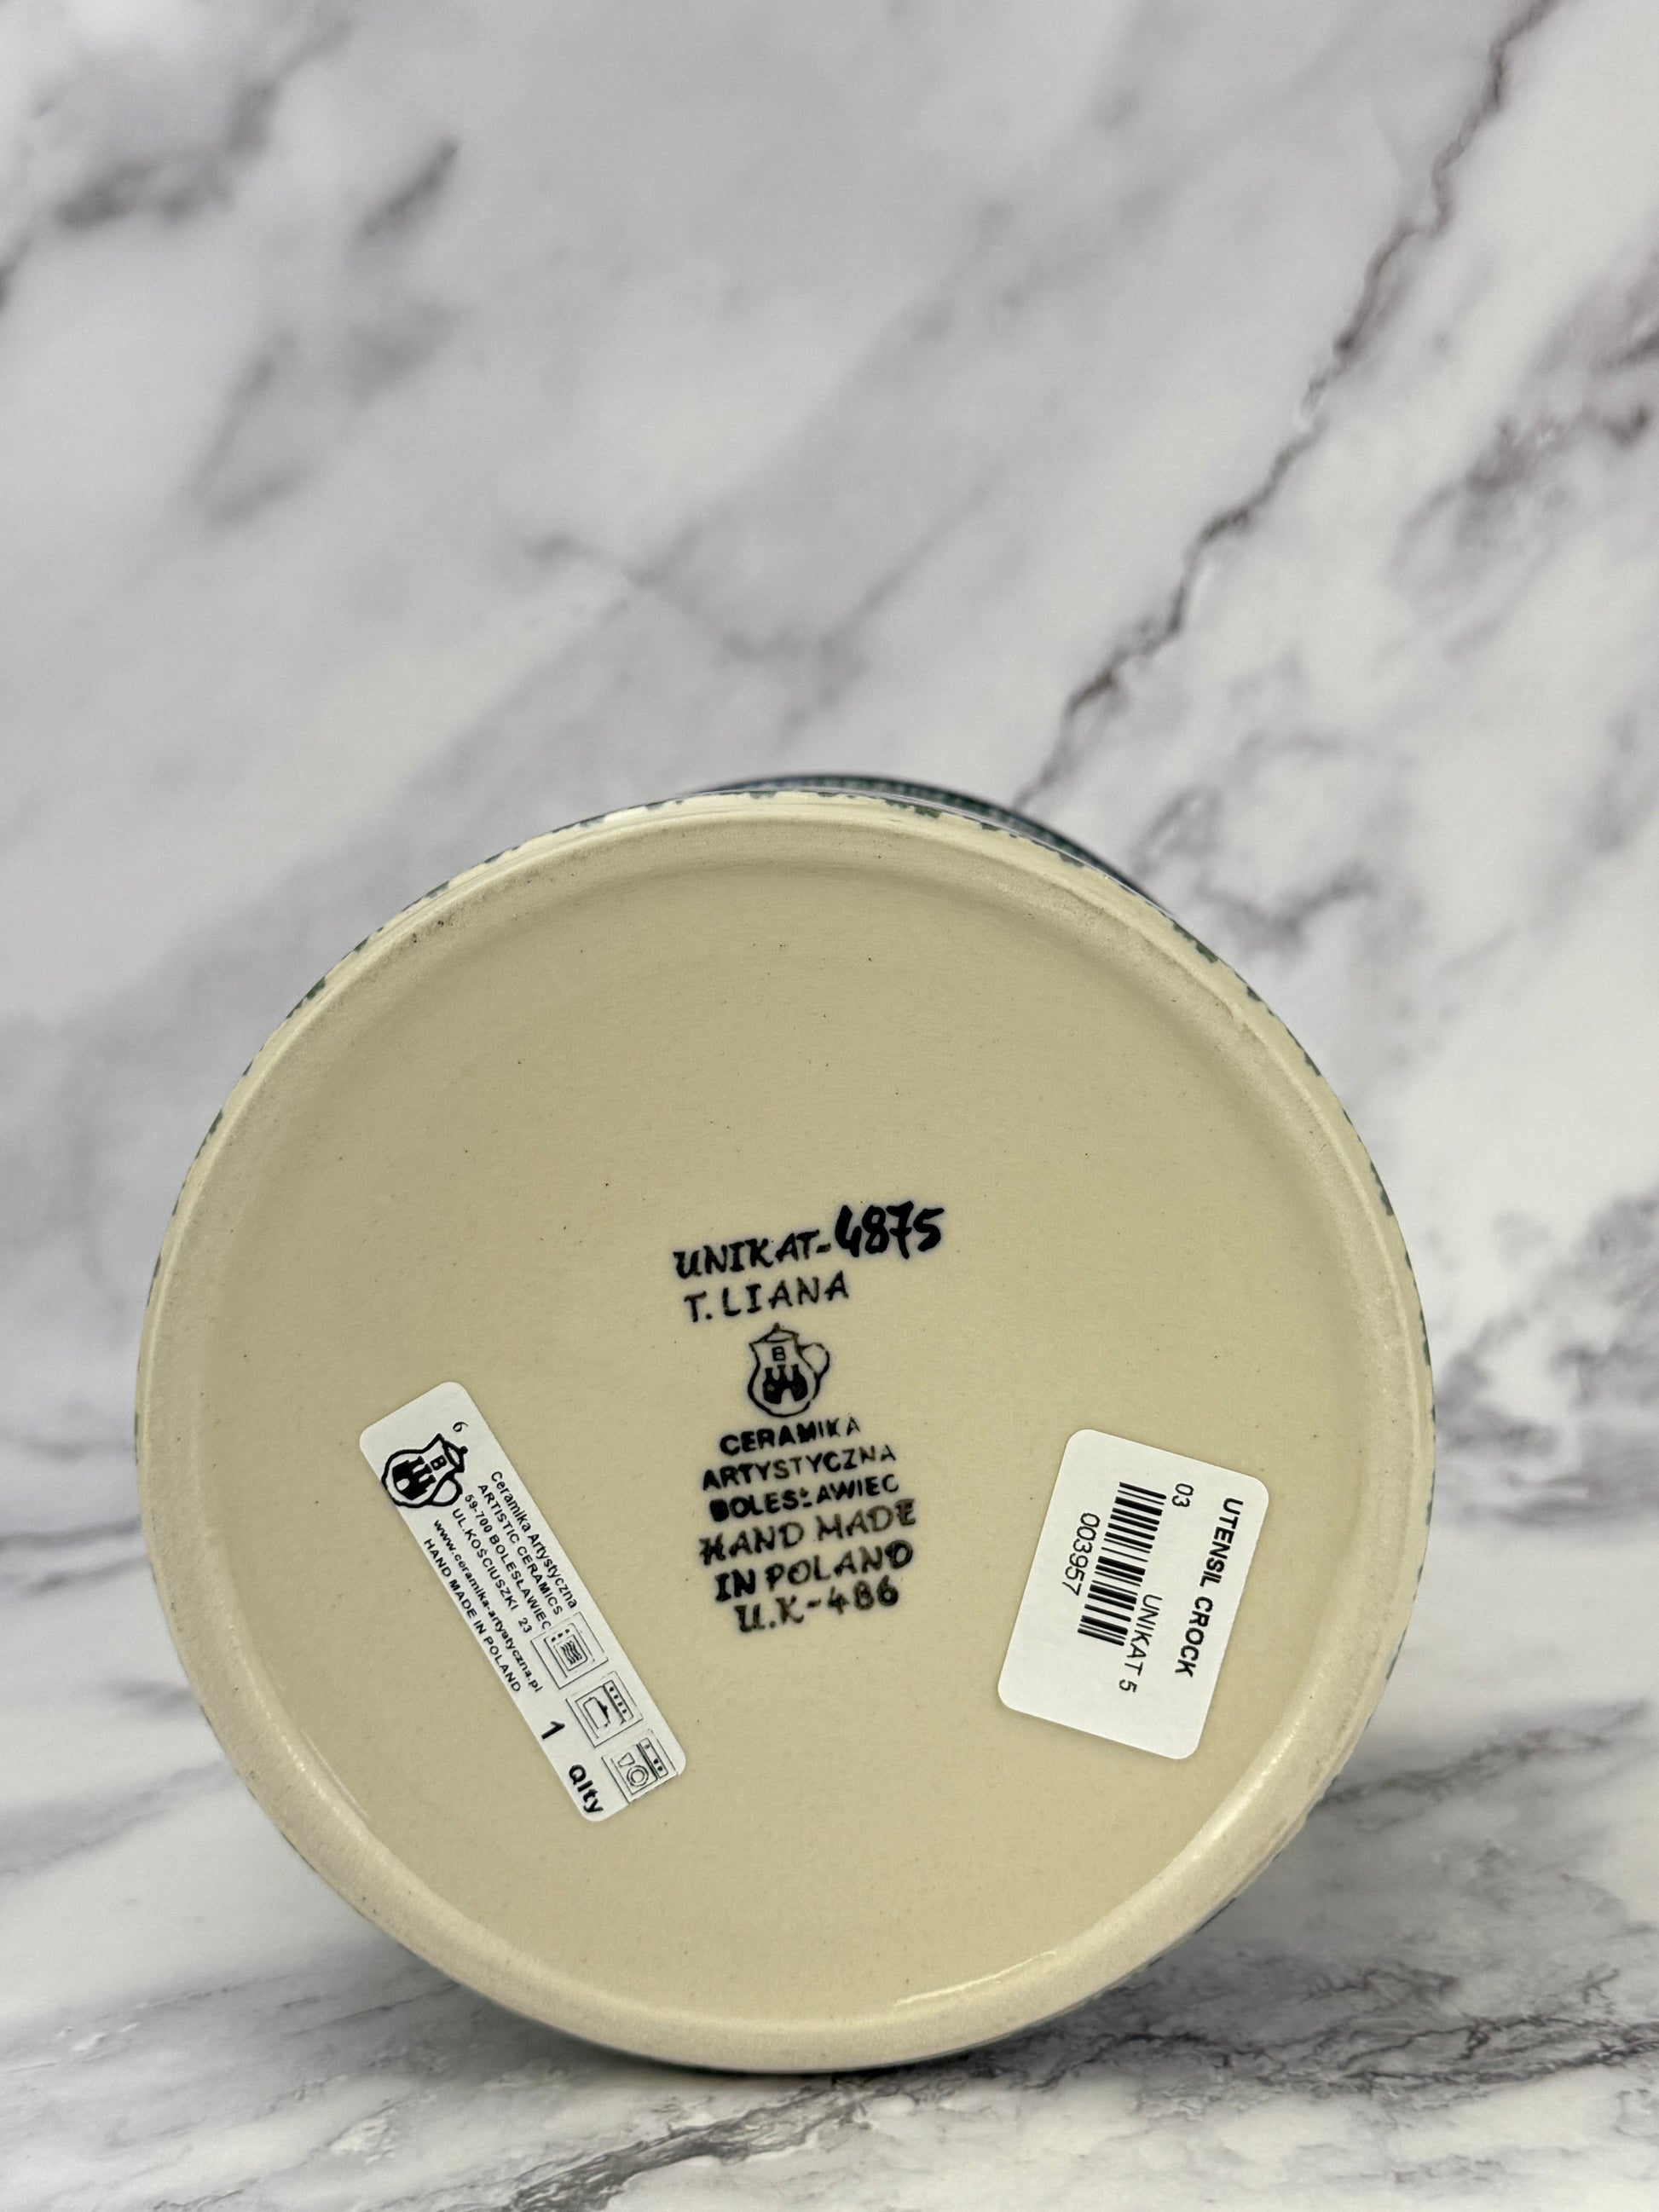 UNIKAT-4875
T. LIANA
B
CERAMIKA
ARTYSTYCZNA
BOLESŁAWIEC
HAND MADE
IN POLAND
U.K-486
6
B
Ceramika Artystyczna
ARTISTIC CERAMICS
59-700 BOLESŁAWIEC
UL.KOŚCIUSZKI 23
www.ceramika-artystyczna.pl
HAND MADE IN POLAND
1 Qlty
UTENSIL CROCK
03 UNIKAT 5
003957